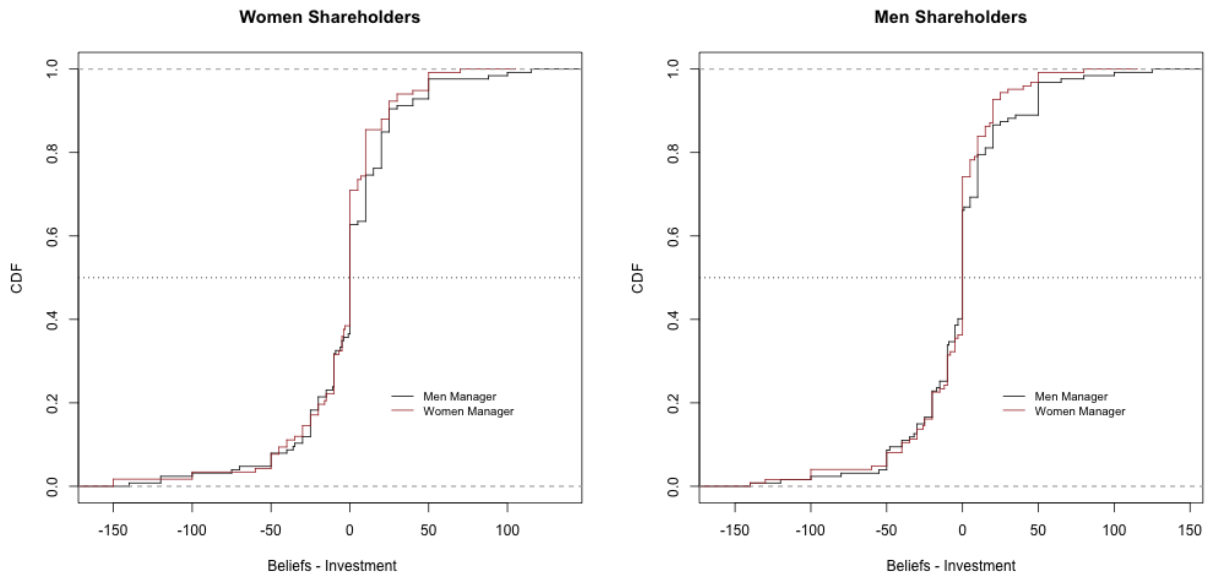 Women Shareholders
CDF
1.0
0.8
0.6
0.4
0.2
0.0
Men Manager
Women Manager
-150 -100 -50 0 50 100
Beliefs - Investment
Men Shareholders
CDF
1.0
0.8
0.6
0.4
0.2
0.0
Men Manager
Women Manager
-150 -100 -50 0 50 100 150
Beliefs - Investment